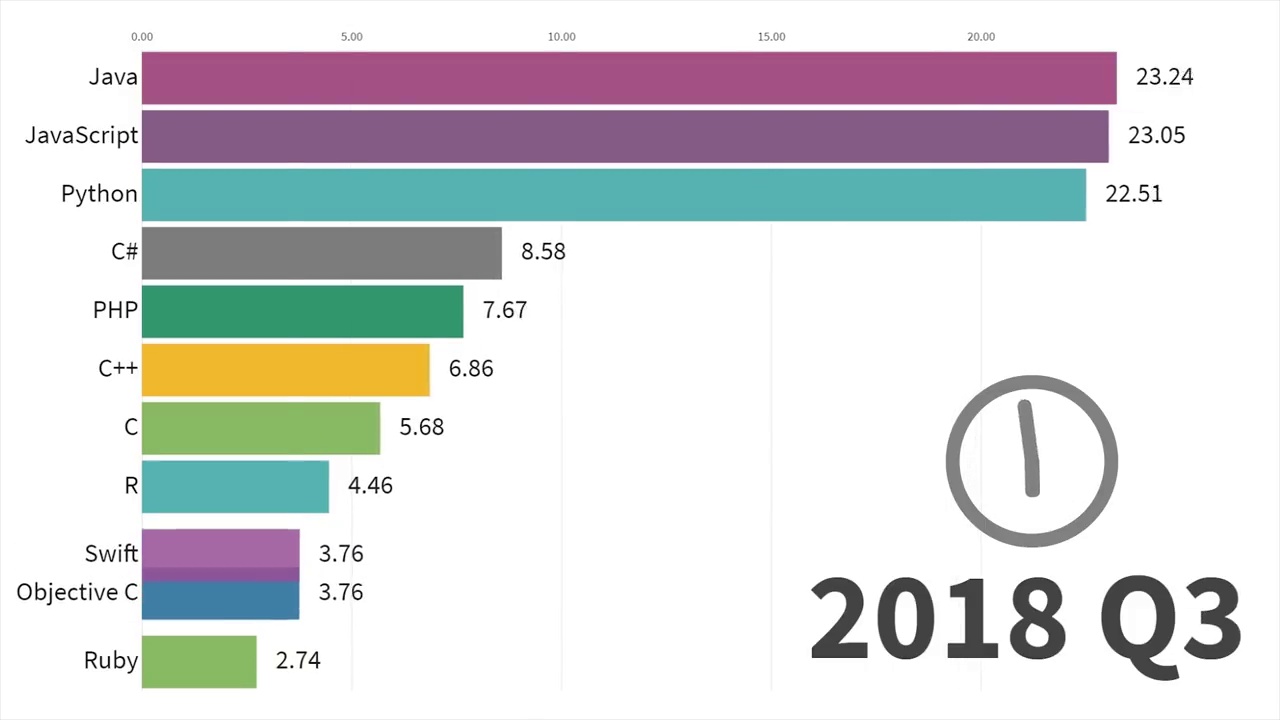 0.00 5.00 10.00 15.00 20.00
Java 23.24
JavaScript 23.05
Python 22.51
C# 8.58
PHP 7.67
C++ 6.86
C 5.68
R 4.46
Swift 3.76
Objective C 3.76
Ruby 2.74
2018 Q3